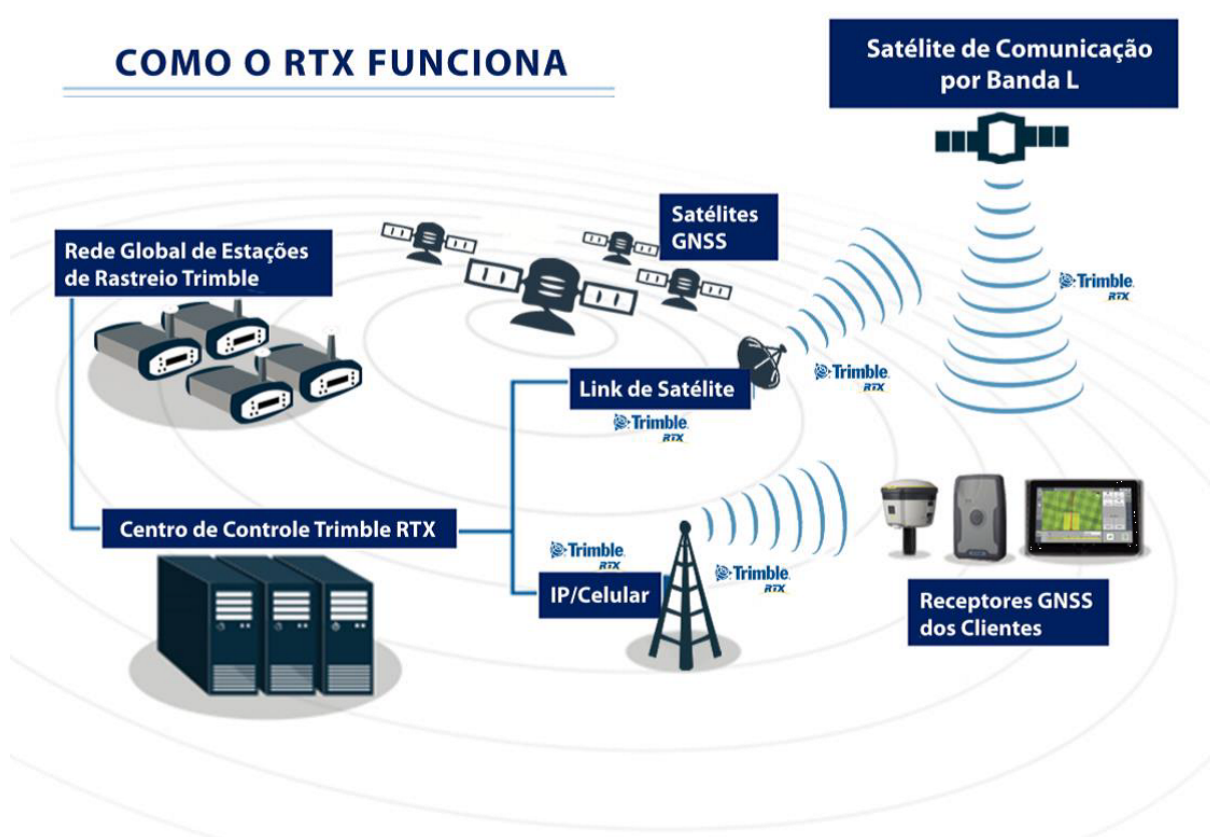 COMO O RTX FUNCIONA
Satélite de Comunicação
por Banda L
Satélites
GNSS
Rede Global de Estações
de Rastreio Trimble
Trimble.
RTX
Link de Satélite
Trimble.
RTX
Trimble.
RTX
Centro de Controle Trimble RTX
Trimble.
RTX
IP/Celular
Trimble.
RTX
Receptores GNSS
dos Clientes